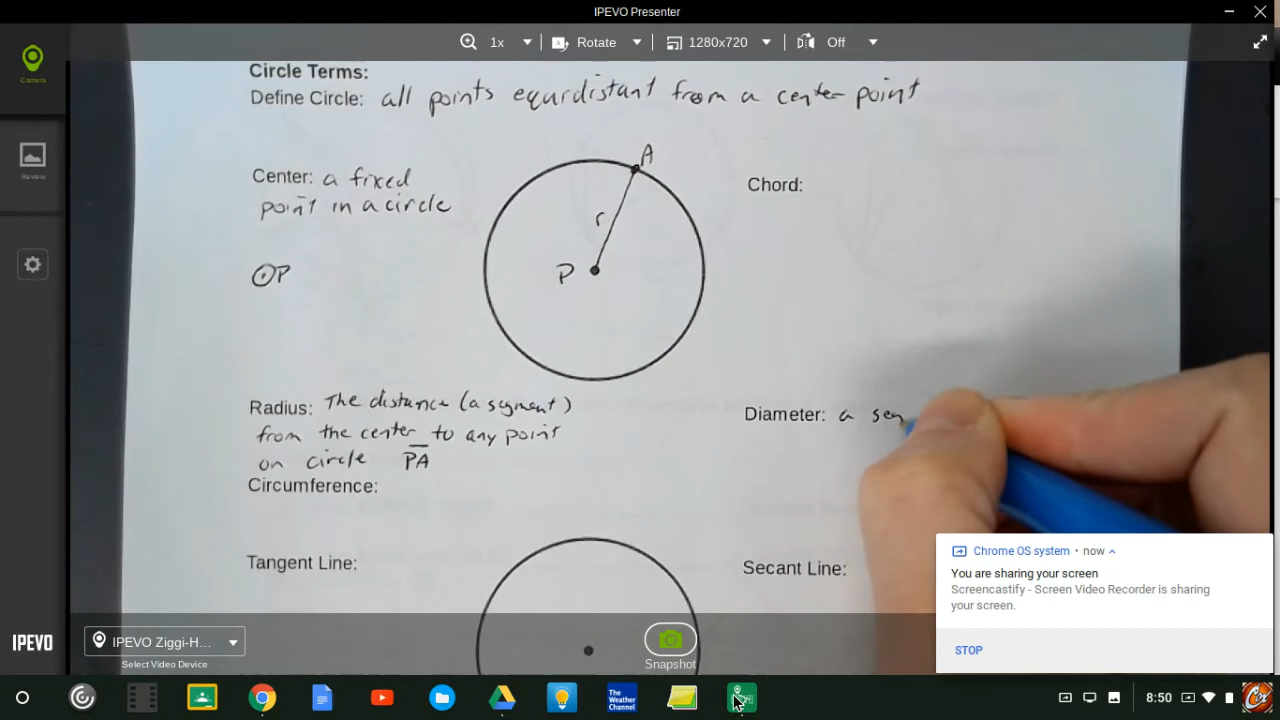 IPEVO Presenter
1x
Rotate
1280x720
Off
Camera
Circle Terms:
Define Circle: all points equidistant from a center point
A
Center: a fixed
point in a circle
Chord:
Review
r
P
⊙P
Radius: The distance (a segment)
from the center to any point
on circle P̅A̅
Diameter: a seg
Circumference:
Tangent Line:
Secant Line:
Chrome OS system • now
You are sharing your screen
Screencastify - Screen Video Recorder is sharing
your screen.
STOP
IPEVO
IPEVO Ziggi-H...
Select Video Device
Snapshot
The
Weather
Channel
8:50